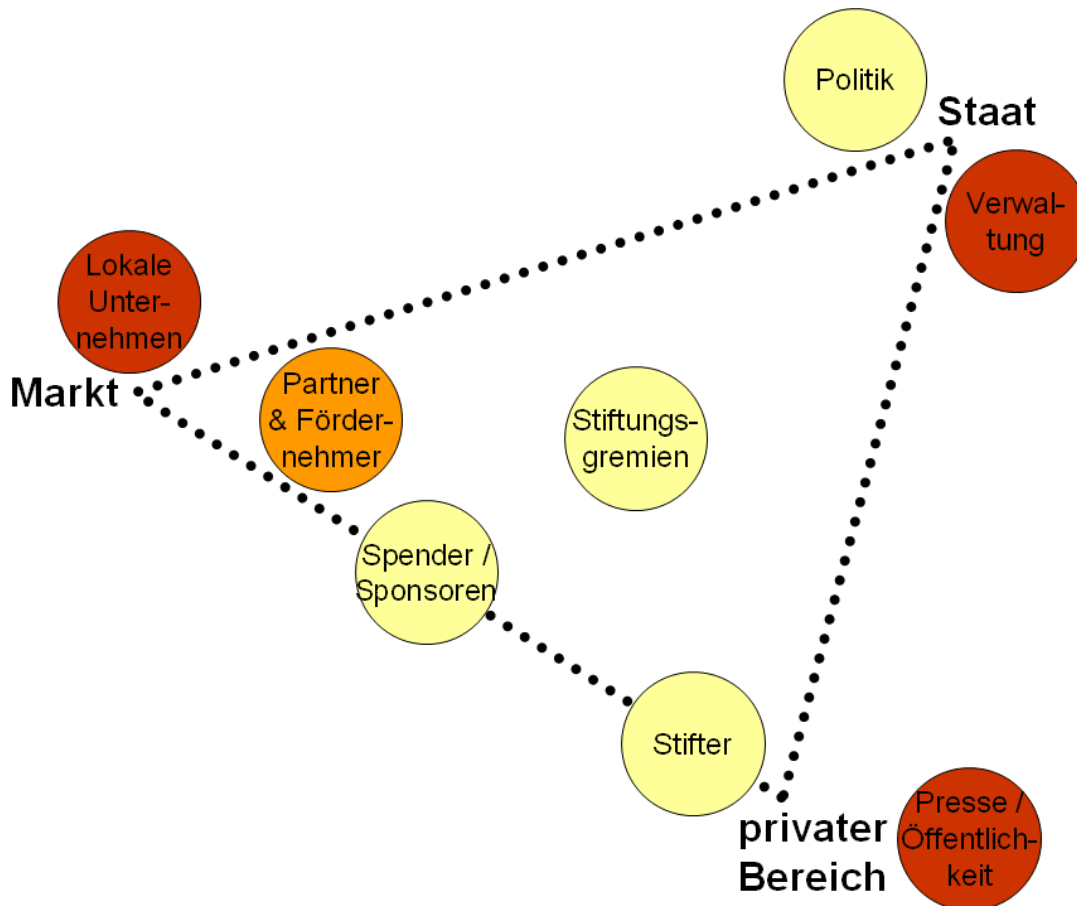 Politik
Staat
Verwal-
tung
Lokale
Unter-
nehmen
Markt
Partner
& Förder-
nehmer
Stiftungs-
gremien
Spender /
Sponsoren
Stifter
privater
Bereich
Presse /
Öffentlich-
keit